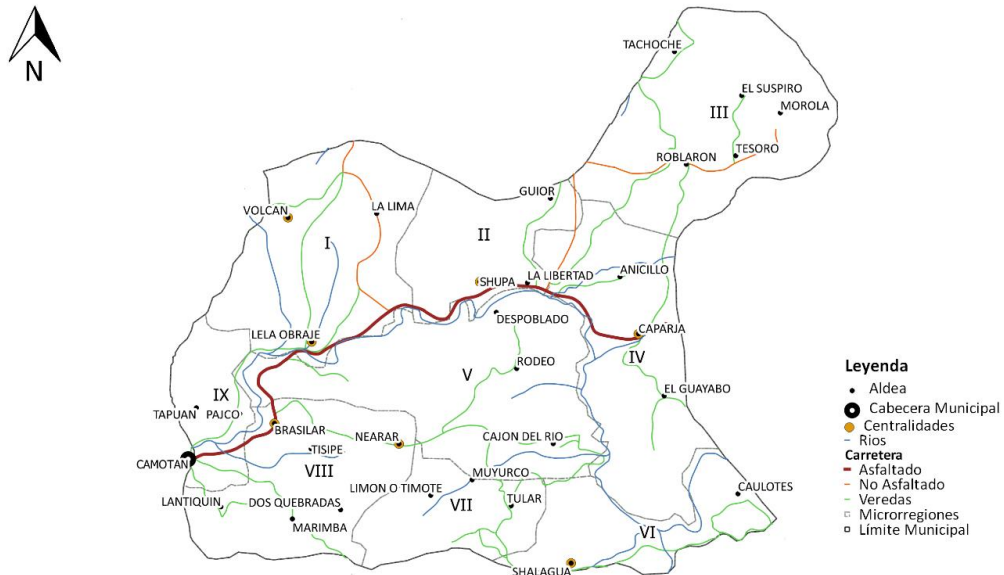 N
TACHOCHE
EL SUSPIRO
III
MOROLA
TESORO
ROBLARON
GUIOR
VOLCAN
LA LIMA
I
II
SHUPA
LA LIBERTAD
ANICILLO
DESPOBLADO
CAPARJA
LELA OBRAJE
IV
RODEO
V
EL GUAYABO
IX
TAPUAN
PAJCO
BRASILAR
NEARAR
CAJON DEL RIO
TISIPE
CAMOTAN
VIII
MUYURCO
LIMON O TIMOTE
CAULOTES
LANTIQUIN
DOS QUEBRADAS
VII
TULAR
MARIMBA
VI
SHALAGUA
Leyenda
Aldea
Cabecera Municipal
Centralidades
Rios
Carretera
Asfaltado
No Asfaltado
Veredas
Microrregiones
Límite Municipal